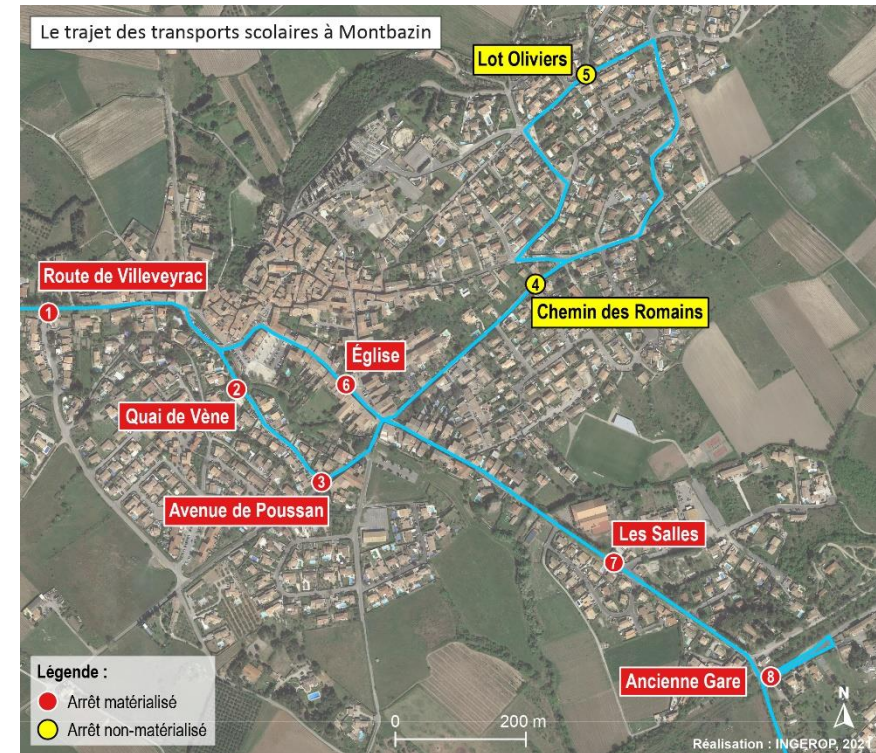 Le trajet des transports scolaires à Montbazin
Lot Oliviers
5
Route de Villeveyrac
1
4
Chemin des Romains
Église
6
2
Quai de Vène
3
Avenue de Poussan
Les Salles
7
Ancienne Gare
8
Légende :
Arrêt matérialisé
Arrêt non-matérialisé
0 200 m
N
Réalisation : INGEROP, 2021